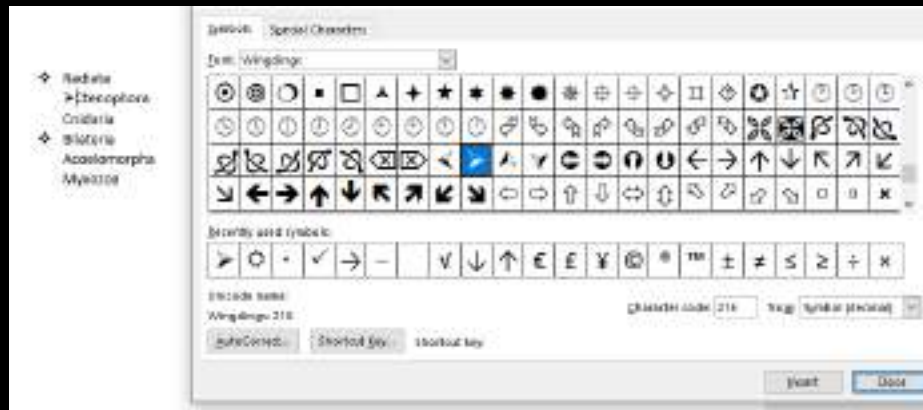 Radiata
Ctenophora
Cnidaria
Bilateria
Acoelomorpha
Myxozoa
Symbols Special Characters
Font: Wingdings
Recently used symbols:
√ ↓ ↑ € £ ¥ © ® ™ ± ≠ ≤ ≥ ÷ ×
Unicode name:
Wingdings: 216
Character code: 216 from: Symbol (decimal)
AutoCorrect... Shortcut Key... Shortcut key:
Insert Close